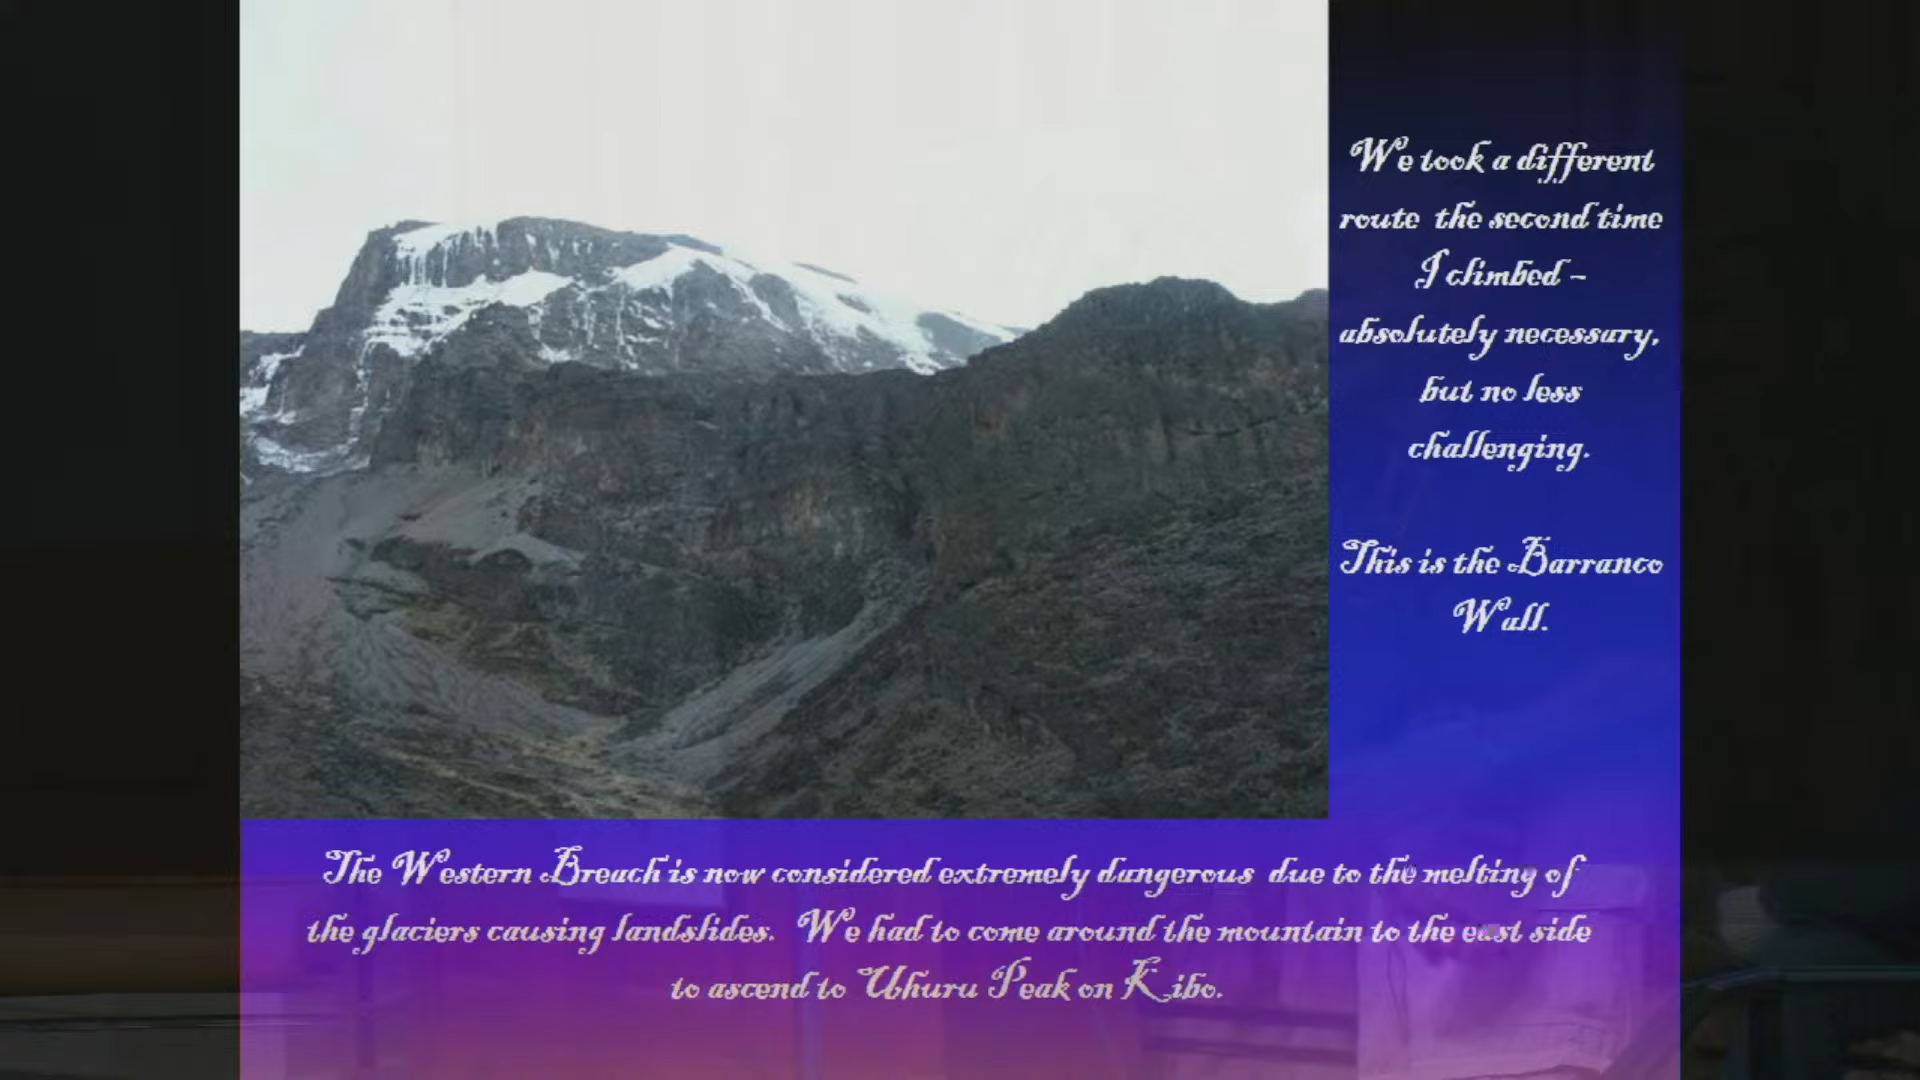 We took a different
route the second time
I climbed -
absolutely necessary,
but no less
challenging.
This is the Barranco
Wall.
The Western Breach is now considered extremely dangerous due to the melting of
the glaciers causing landslides. We had to come around the mountain to the east side
to ascend to Uhuru Peak on Kibo.